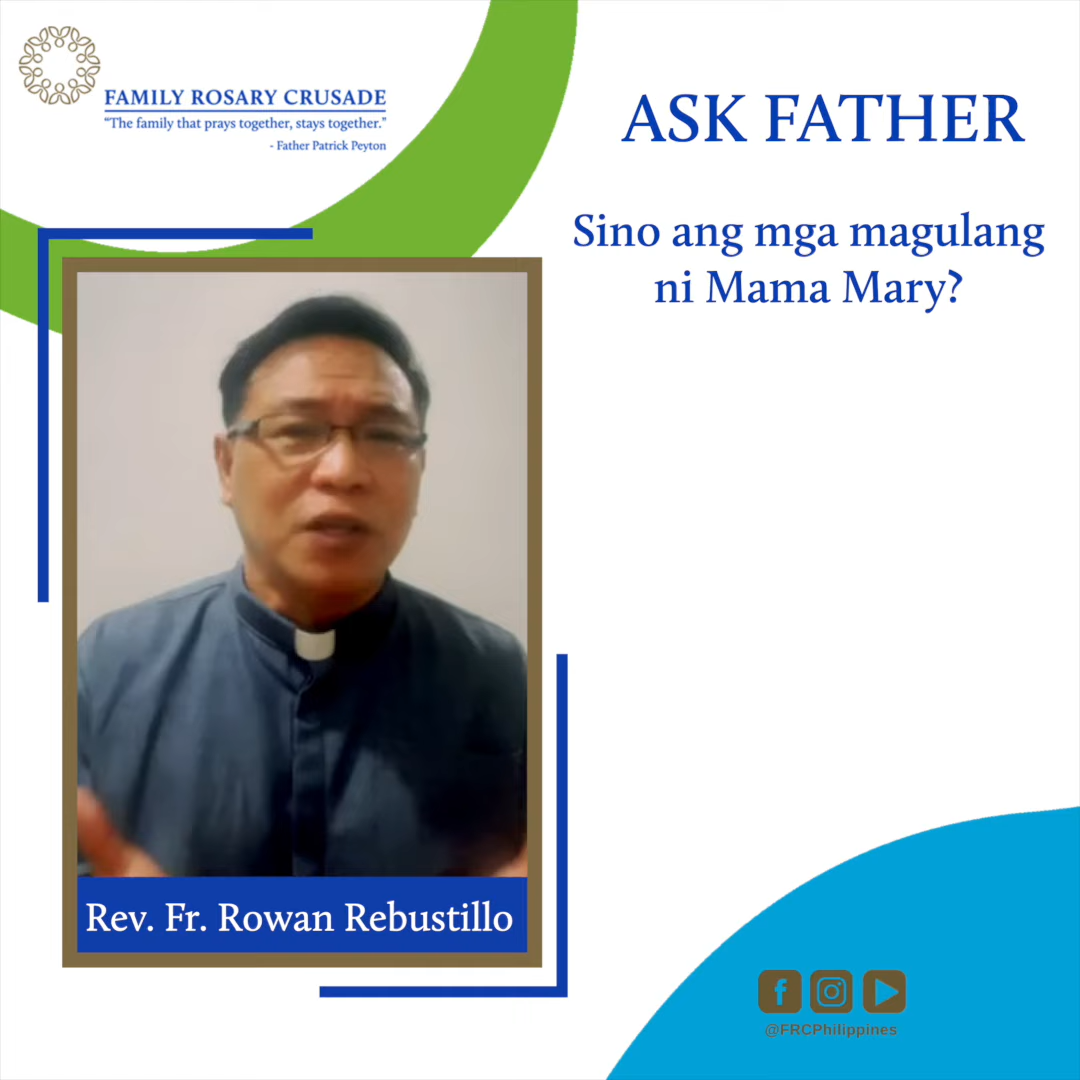 FAMILY ROSARY CRUSADE
“The family that prays together, stays together.”
- Father Patrick Peyton
ASK FATHER
Sino ang mga magulang
ni Mama Mary?
Rev. Fr. Rowan Rebustillo
@FRCPhilippines